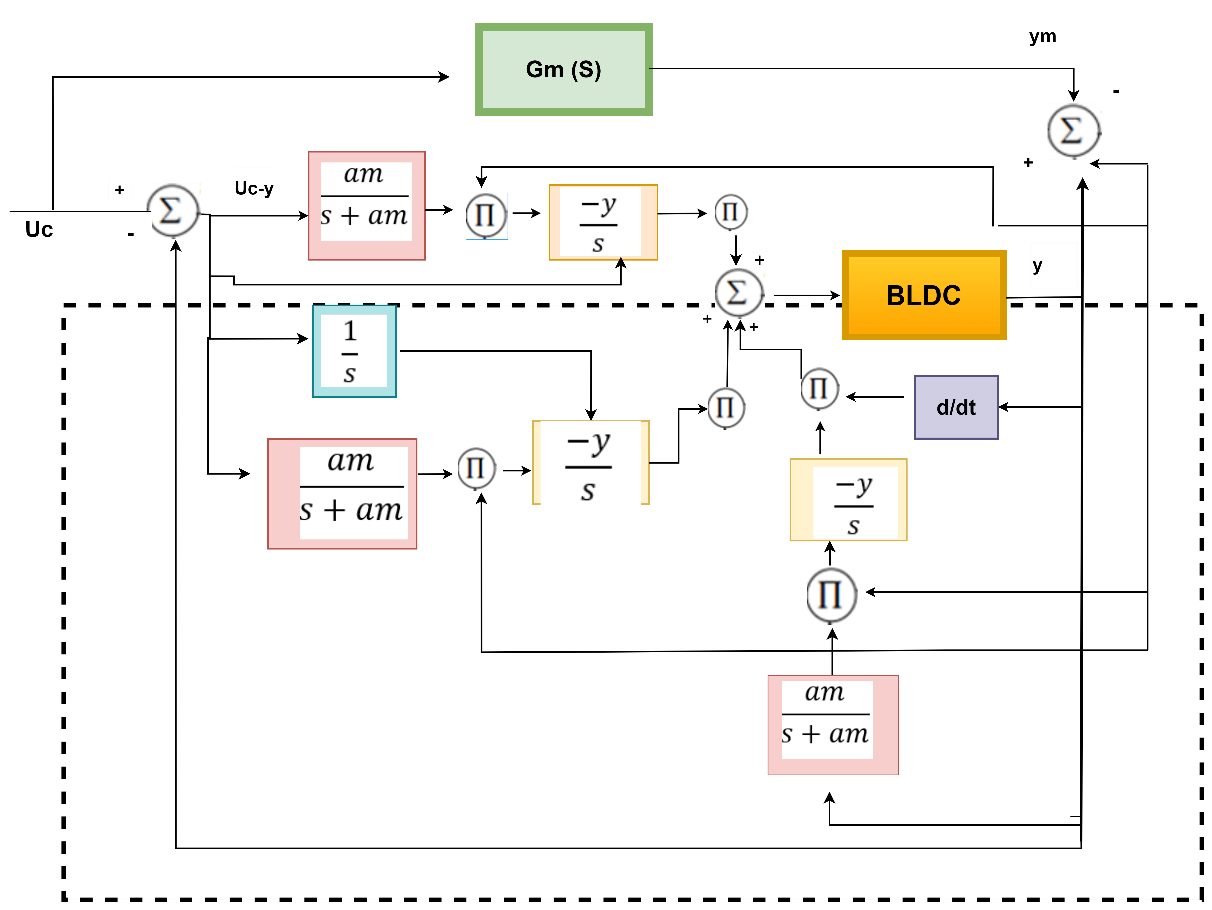 ym
Gm (S)
-
Σ
+
am
s + am
+
Uc-y
Σ
Uc
-
Π
-y
s
Π
+
Σ
+
+
BLDC
y
1
s
Π
Π
d/dt
am
s + am
Π
-y
s
-y
s
Π
am
s + am